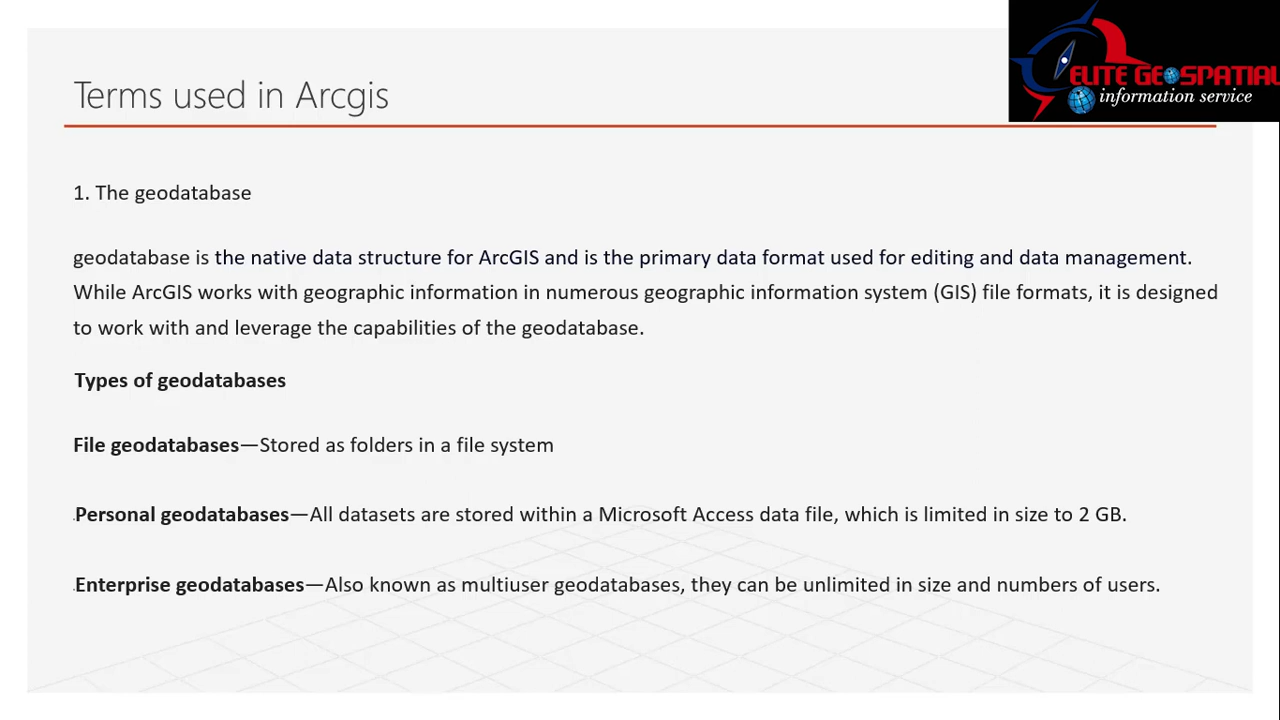 Terms used in Arcgis
ELITE GEOSPATIAL
information service
1. The geodatabase
geodatabase is the native data structure for ArcGIS and is the primary data format used for editing and data management.
While ArcGIS works with geographic information in numerous geographic information system (GIS) file formats, it is designed
to work with and leverage the capabilities of the geodatabase.
Types of geodatabases
File geodatabases—Stored as folders in a file system
Personal geodatabases—All datasets are stored within a Microsoft Access data file, which is limited in size to 2 GB.
Enterprise geodatabases—Also known as multiuser geodatabases, they can be unlimited in size and numbers of users.